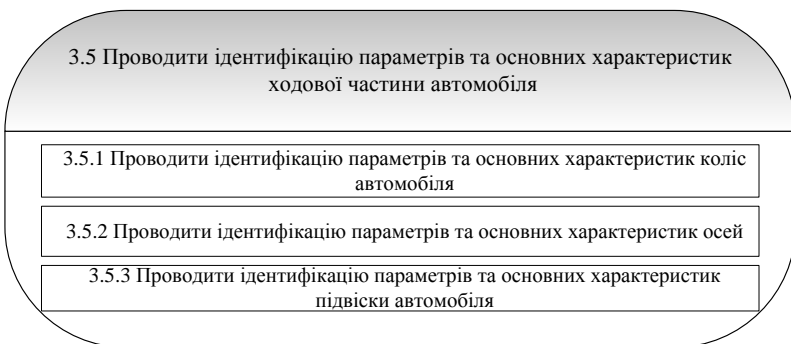 3.5 Проводити ідентифікацію параметрів та основних характеристик
ходової частини автомобіля
3.5.1 Проводити ідентифікацію параметрів та основних характеристик коліс
автомобіля
3.5.2 Проводити ідентифікацію параметрів та основних характеристик осей
3.5.3 Проводити ідентифікацію параметрів та основних характеристик
підвіски автомобіля